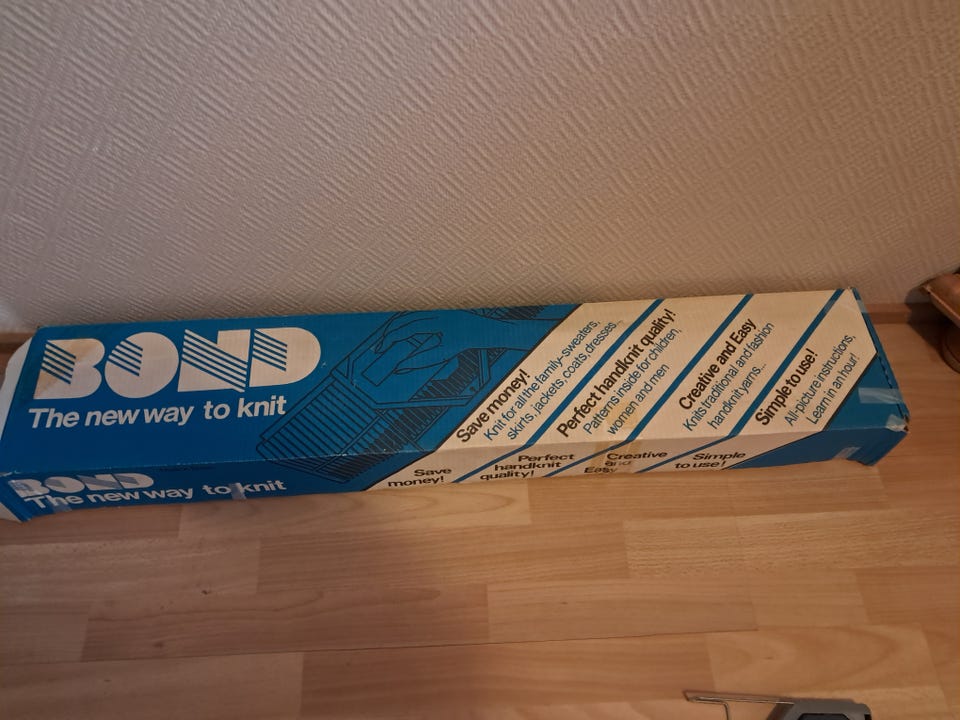 BOND
The new way to knit
Save money!
Knit for all the family-sweaters,
skirts, jackets, coats, dresses...
Perfect handknit quality!
Patterns inside for children,
women and men
Creative and Easy
Knits traditional and fashion
handknit yarns...
Simple to use!
All-picture instructions,
Learn in an hour!
BOND
The new way to knit
Save
money!
Perfect
handknit
quality!
Creative
and
Easy
Simple
to use!